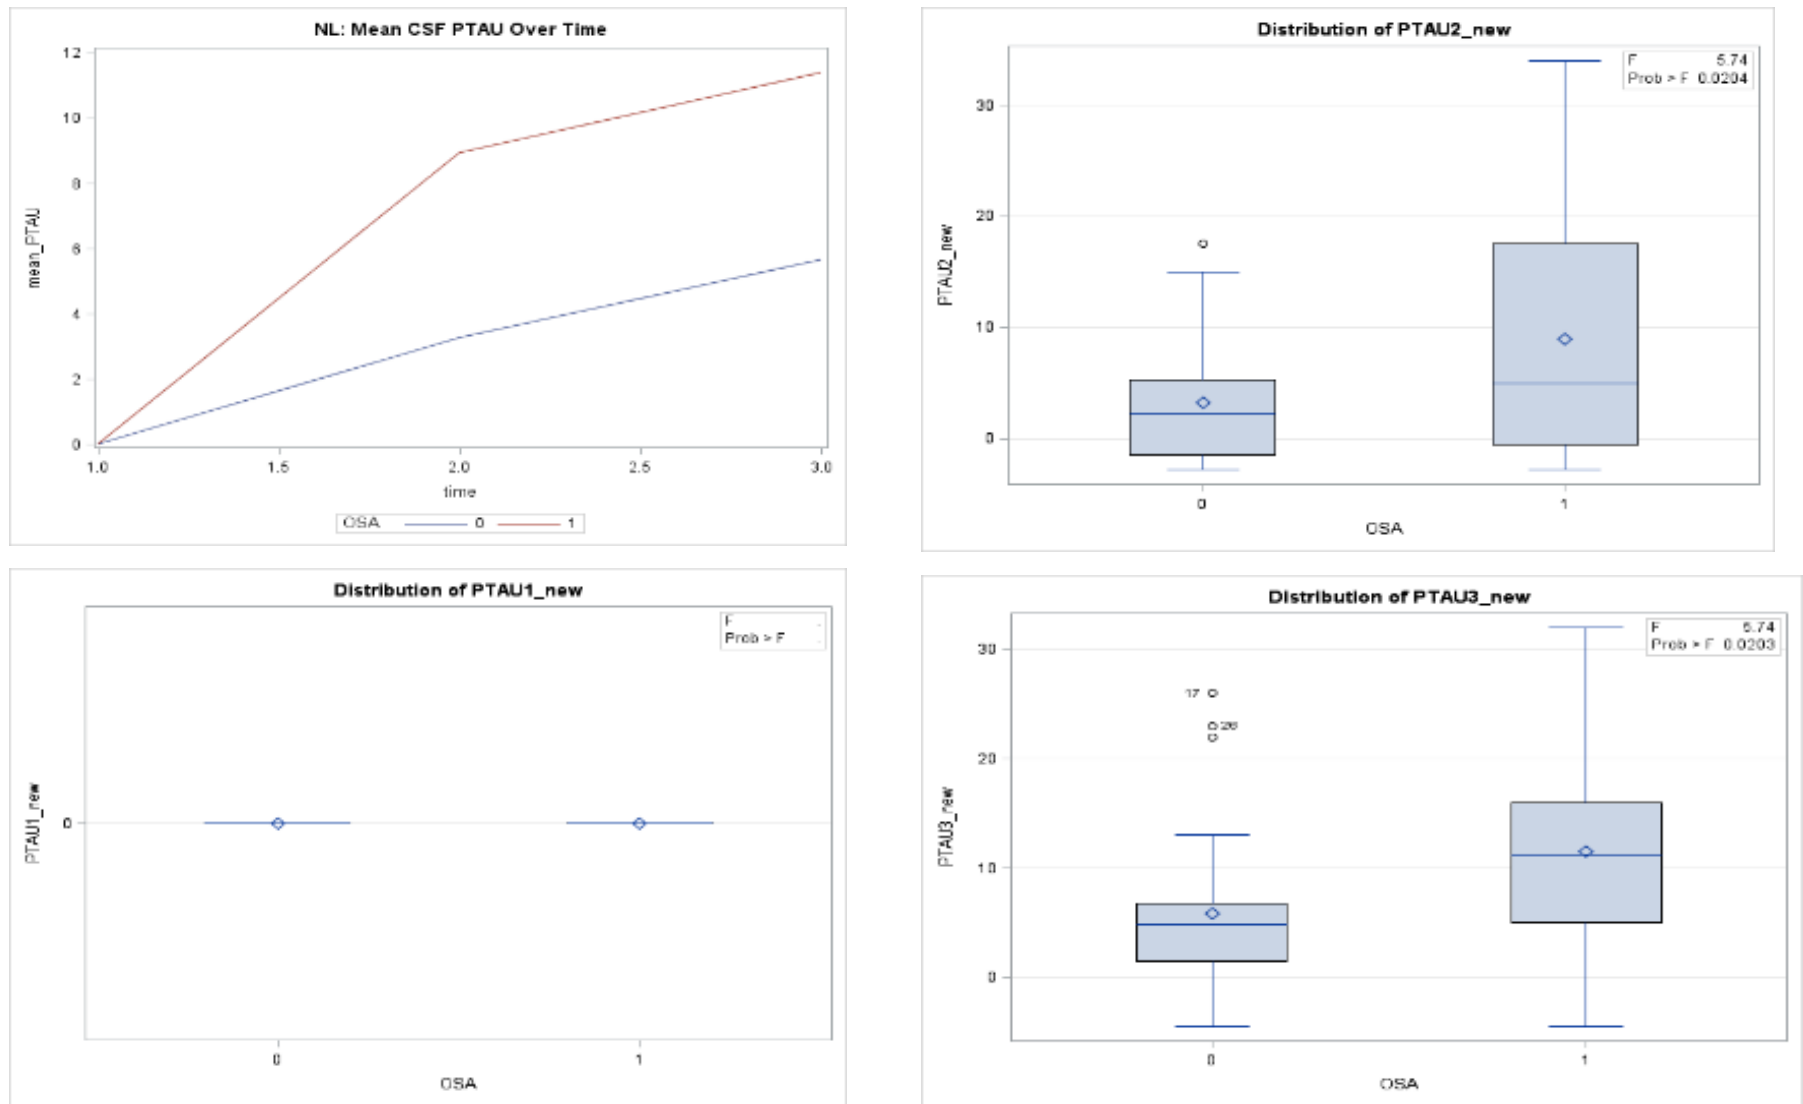 NL: Mean CSF PTAU Over Time
12
10
8
6
4
2
0
mean_PTAU
1.0 1.5 2.0 2.5 3.0
time
OSA 0 1
Distribution of PTAU2_new
F 5.74
Prob > F 0.0204
30
20
10
0
PTAU2_new
0 1
OSA
Distribution of PTAU1_new
F .
Prob > F .
0
PTAU1_new
0 1
OSA
Distribution of PTAU3_new
F 5.74
Prob > F 0.0203
30
17
26
20
10
0
PTAU3_new
0 1
OSA